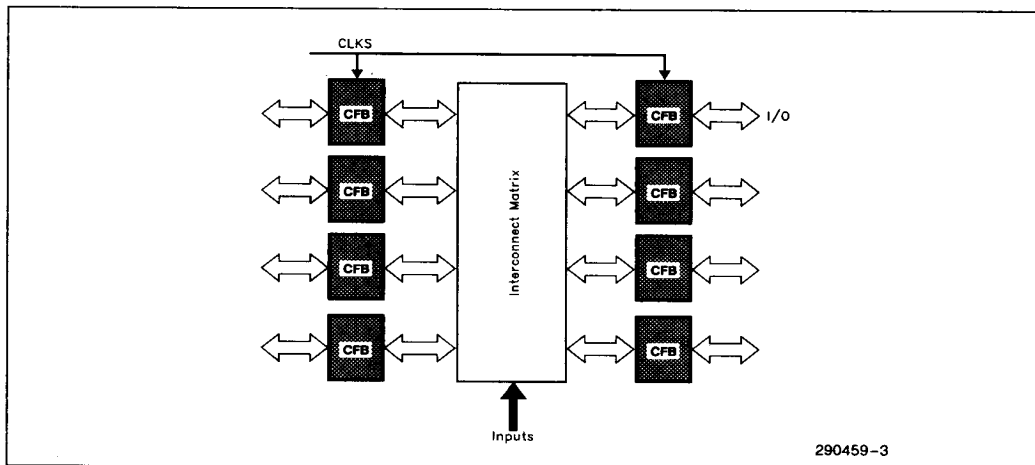 CLKS
CFB
CFB
I/O
CFB
CFB
CFB
CFB
CFB
CFB
Interconnect Matrix
Inputs
290459-3